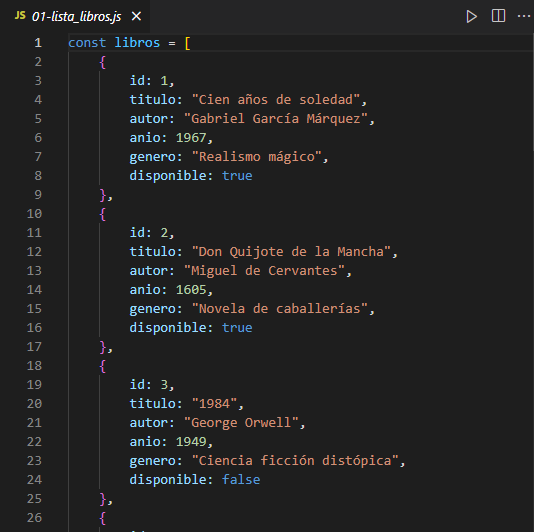 JS 01-lista_libros.js ×
1 const libros = [
2 {
3 id: 1,
4 titulo: "Cien años de soledad",
5 autor: "Gabriel García Márquez",
6 anio: 1967,
7 genero: "Realismo mágico",
8 disponible: true
9 },
10 {
11 id: 2,
12 titulo: "Don Quijote de la Mancha",
13 autor: "Miguel de Cervantes",
14 anio: 1605,
15 genero: "Novela de caballerías",
16 disponible: true
17 },
18 {
19 id: 3,
20 titulo: "1984",
21 autor: "George Orwell",
22 anio: 1949,
23 genero: "Ciencia ficción distópica",
24 disponible: false
25 },
26 {